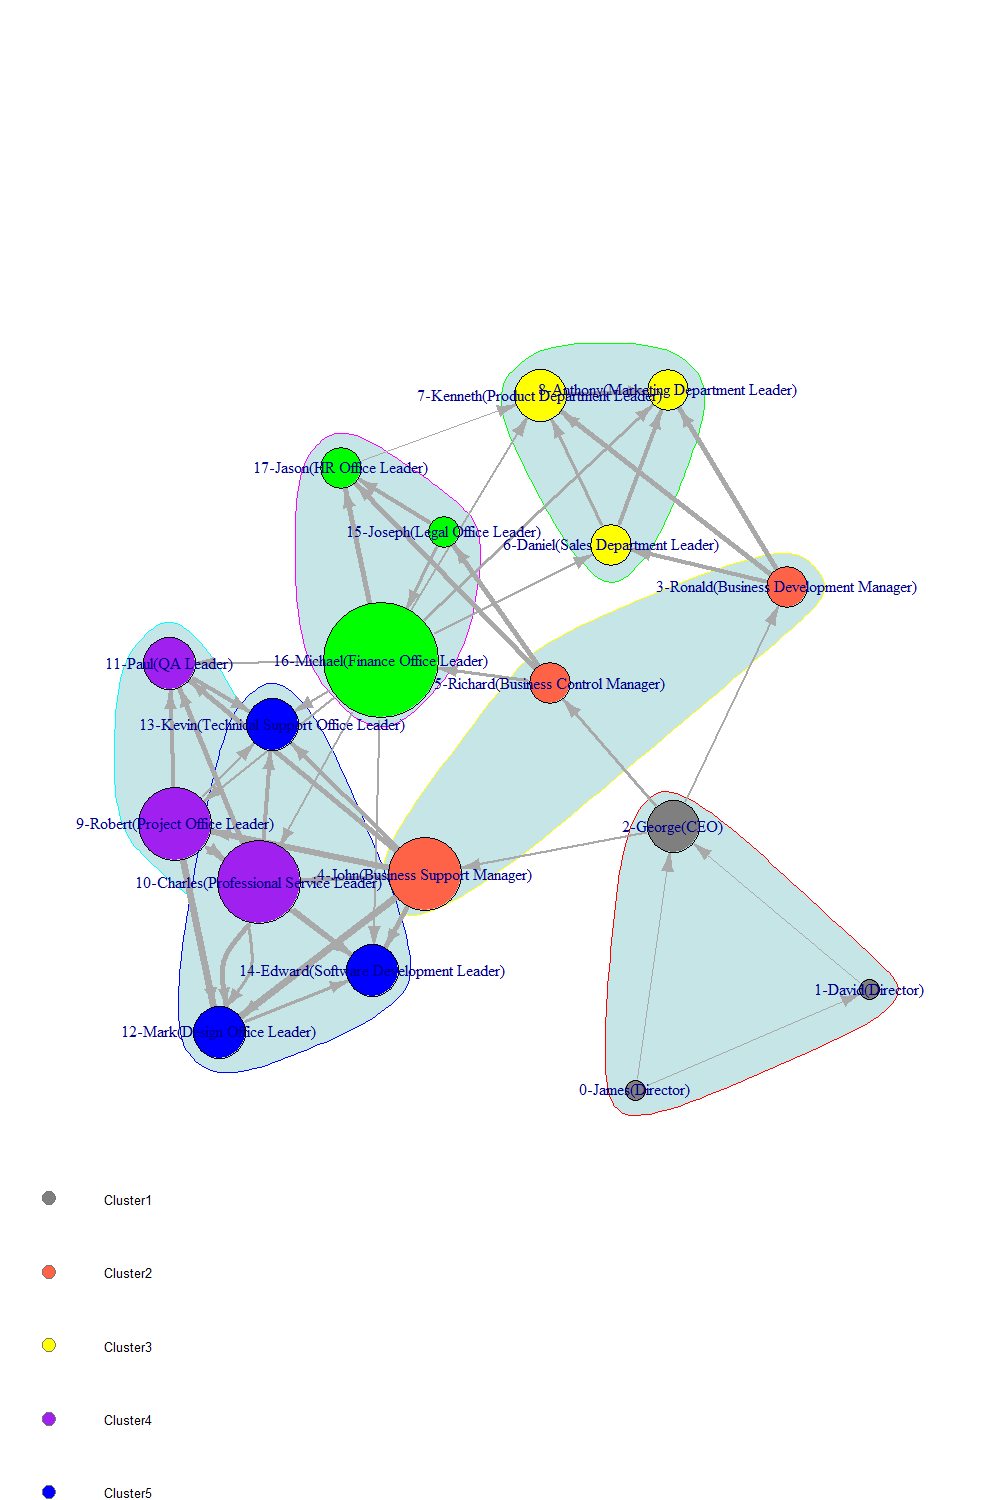 8-Anthony(Marketing Department Leader)
7-Kenneth(Product Department Leader)
17-Jason(HR Office Leader)
15-Joseph(Legal Office Leader)
6-Daniel(Sales Department Leader)
3-Ronald(Business Development Manager)
16-Michael(Finance Office Leader)
11-Paul(QA Leader)
5-Richard(Business Control Manager)
13-Kevin(Technical Support Office Leader)
9-Robert(Project Office Leader)
2-George(CEO)
4-John(Business Support Manager)
10-Charles(Professional Service Leader)
14-Edward(Software Development Leader)
1-David(Director)
12-Mark(Design Office Leader)
0-James(Director)
Cluster1
Cluster2
Cluster3
Cluster4
Cluster5